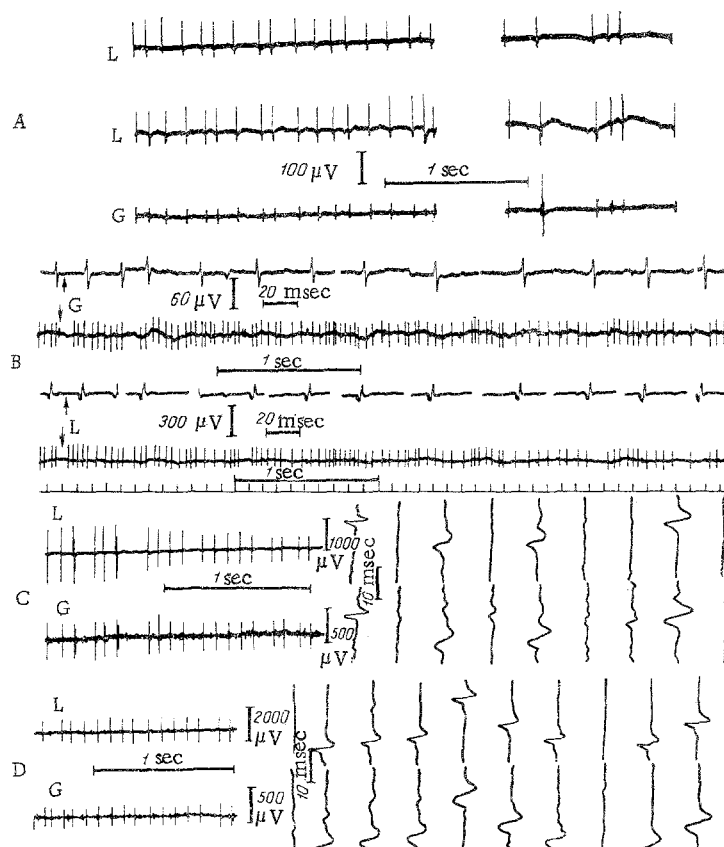 L
A
L
100 μV
1 sec
G
G
60 μV
20 msec
B
1 sec
L
300 μV
20 msec
1 sec
L
1000 μV
1 sec
10 msec
C
G
500 μV
L
2000 μV
1 sec
10 msec
D
G
500 μV